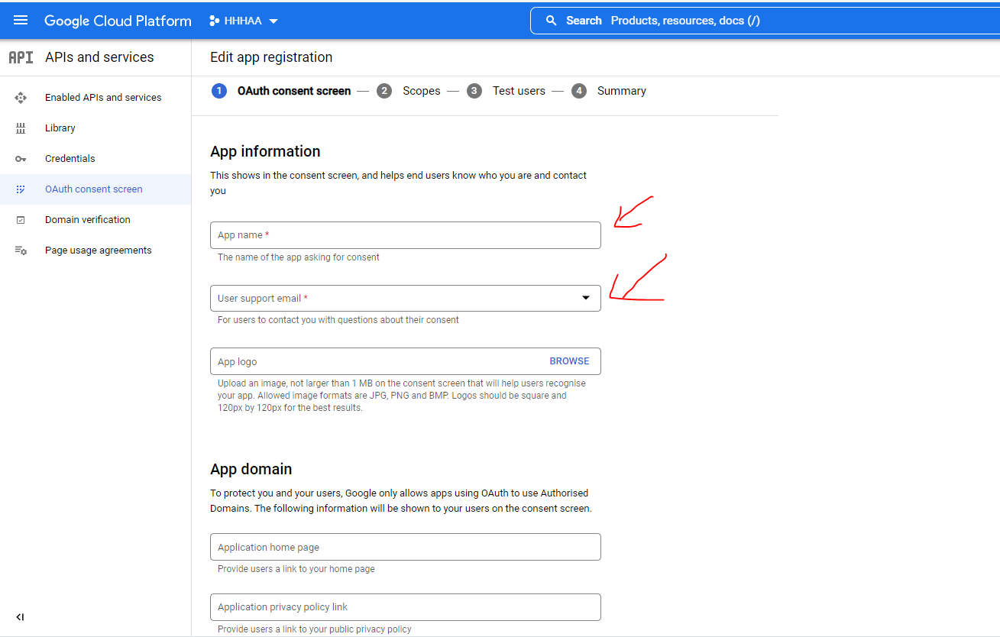 Google Cloud Platform
HHHAA
Search Products, resources, docs (/)
API APIs and services
Edit app registration
Enabled APIs and services
Library
Credentials
OAuth consent screen
Domain verification
Page usage agreements
1 OAuth consent screen — 2 Scopes — 3 Test users — 4 Summary
App information
This shows in the consent screen, and helps end users know who you are and contact
you
App name *
The name of the app asking for consent
User support email *
For users to contact you with questions about their consent
App logo
BROWSE
Upload an image, not larger than 1 MB on the consent screen that will help users recognise
your app. Allowed image formats are JPG, PNG and BMP. Logos should be square and
120px by 120px for the best results.
App domain
To protect you and your users, Google only allows apps using OAuth to use Authorised
Domains. The following information will be shown to your users on the consent screen.
Application home page
Provide users a link to your home page
Application privacy policy link
Provide users a link to your public privacy policy